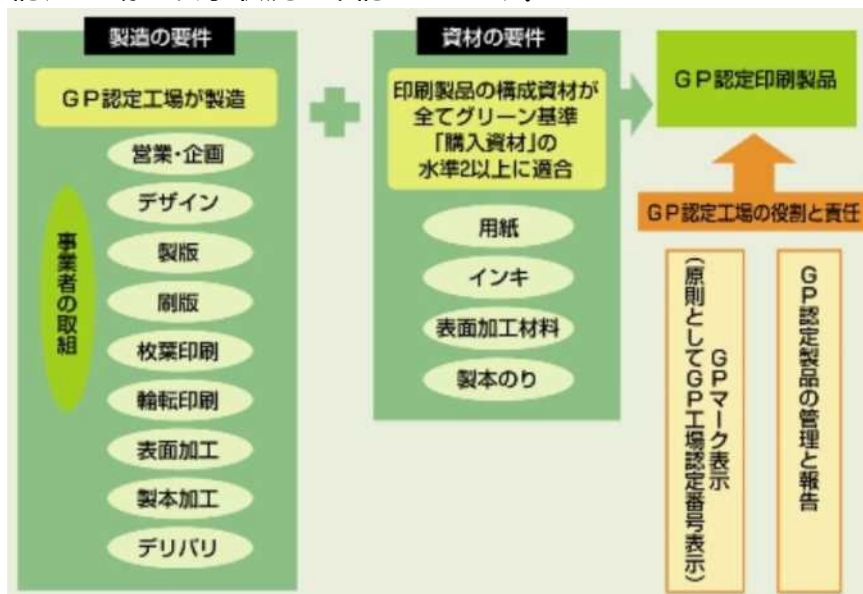 製造の要件
GP認定工場が製造
営業・企画
デザイン
製版
刷版
枚葉印刷
輪転印刷
表面加工
製本加工
デリバリ
事業者の取組
資材の要件
印刷製品の構成資材が
全てグリーン基準
「購入資材」の
水準2以上に適合
用紙
インキ
表面加工材料
製本のり
GP認定印刷製品
GP認定工場の役割と責任
GP認定製品の管理と報告
GPマーク表示
(原則としてGP工場認定番号表示)